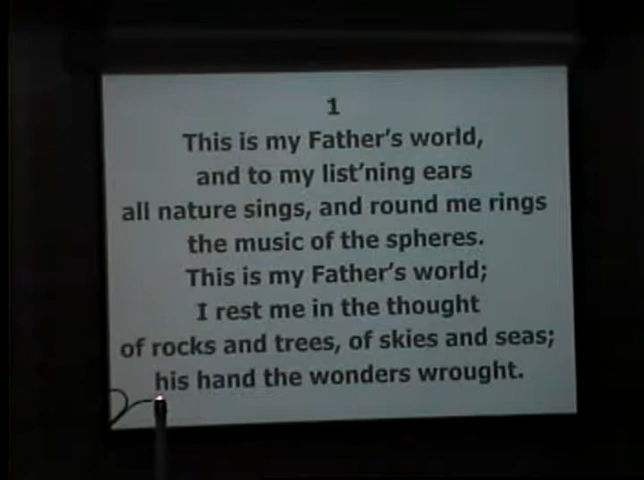 1
This is my Father's world,
and to my list'ning ears
all nature sings, and round me rings
the music of the spheres.
This is my Father's world;
I rest me in the thought
of rocks and trees, of skies and seas;
his hand the wonders wrought.